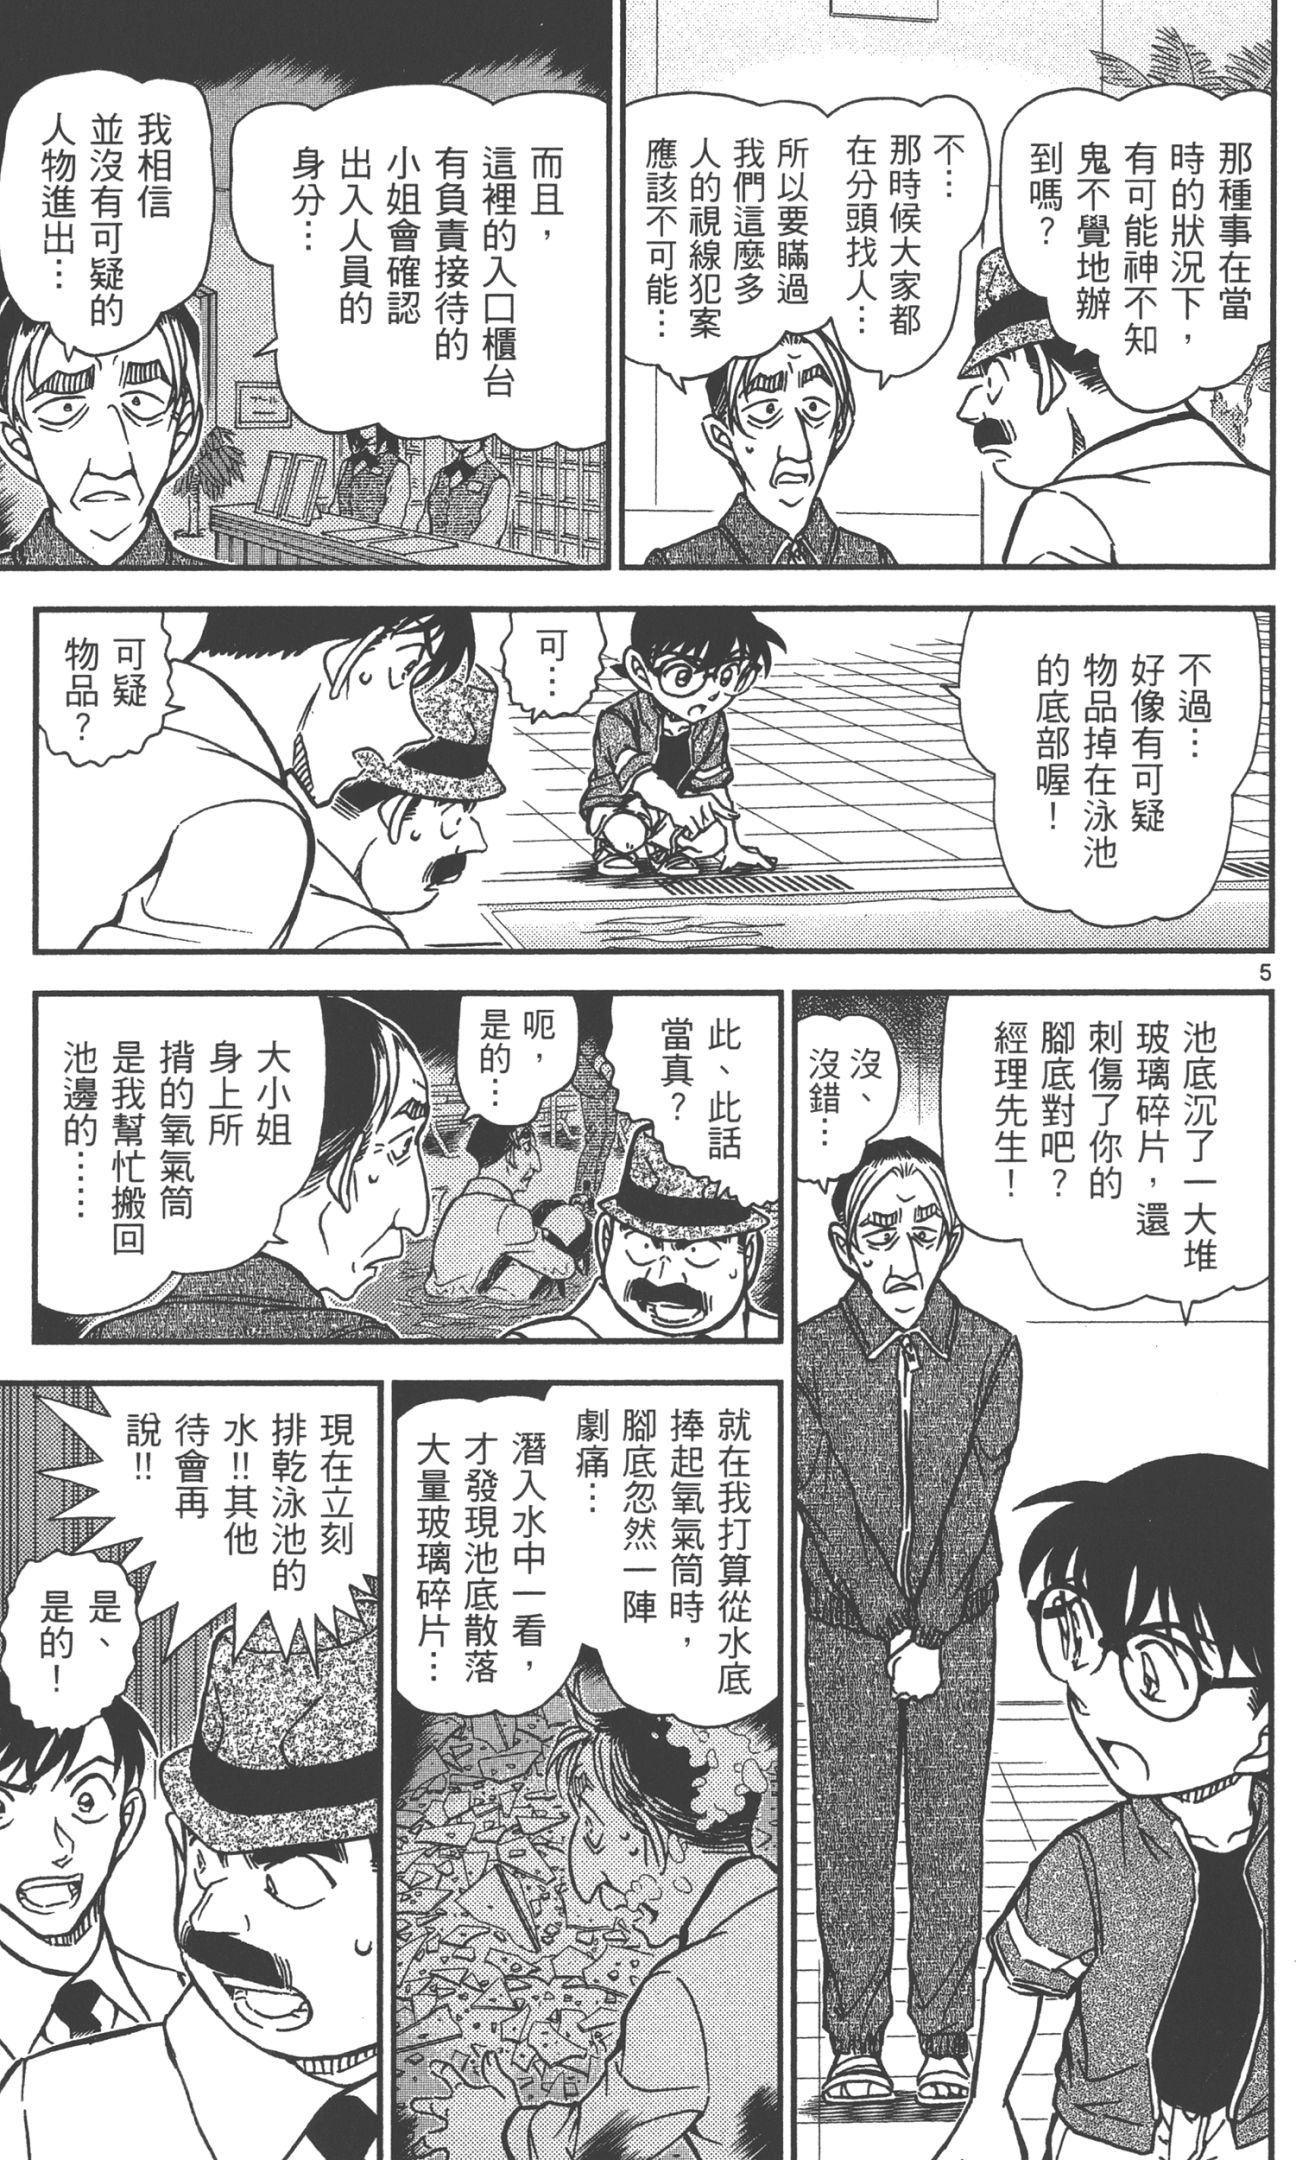 那種事在當
時的狀況下，
有可能神不知
鬼不覺地辦
到嗎？
不…
那時候大家都
在分頭找人…
所以要瞞過
我們這麼多
人的視線犯案
應該不可能…
而且，
這裡的入口櫃台
有負責接待的
小姐會確認
出入人員的
身分…
我相信
並沒有可疑的
人物進出…
不過…
好像有可疑
物品掉在泳池
的底部喔！
可…
可疑
物品？
5
池底沉了一大堆
玻璃碎片，還
刺傷了你的
腳底對吧？
經理先生！
沒、
沒錯…
此、此話
當真？
呃，
是的…
大小姐
身上所
揹的氧氣筒
是我幫忙搬回
池邊的……
就在我打算從水底
捧起氧氣筒時，
腳底忽然一陣
劇痛…
潛入水中一看，
才發現池底散落
大量玻璃碎片…
現在立刻
排乾泳池的
水!!其他
待會再
說!!
是、
是的！